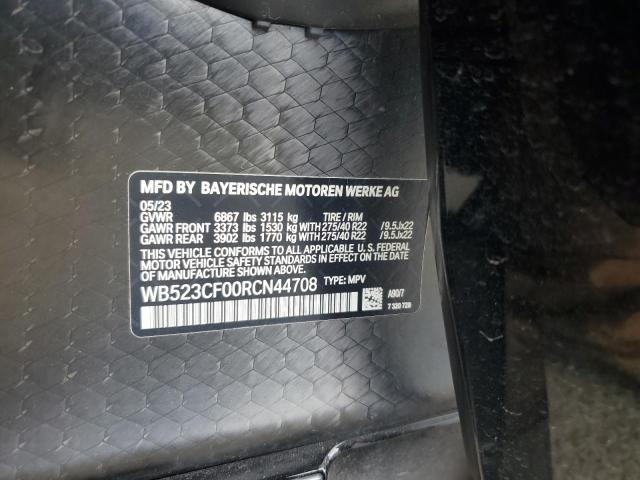 MFD BY BAYERISCHE MOTOREN WERKE AG
05/23
GVWR 6867 lbs 3115 kg TIRE / RIM
GAWR FRONT 3373 lbs 1530 kg WITH 275/40 R22 /9.5Jx22
GAWR REAR 3902 lbs 1770 kg WITH 275/40 R22 /9.5Jx22
THIS VEHICLE CONFORMS TO ALL APPLICABLE U. S. FEDERAL
MOTOR VEHICLE SAFETY STANDARDS IN EFFECT ON THE
DATE OF MANUFACTURE SHOWN ABOVE.
WB523CF00RCN44708 TYPE: MPV
A90/7
7 320 728